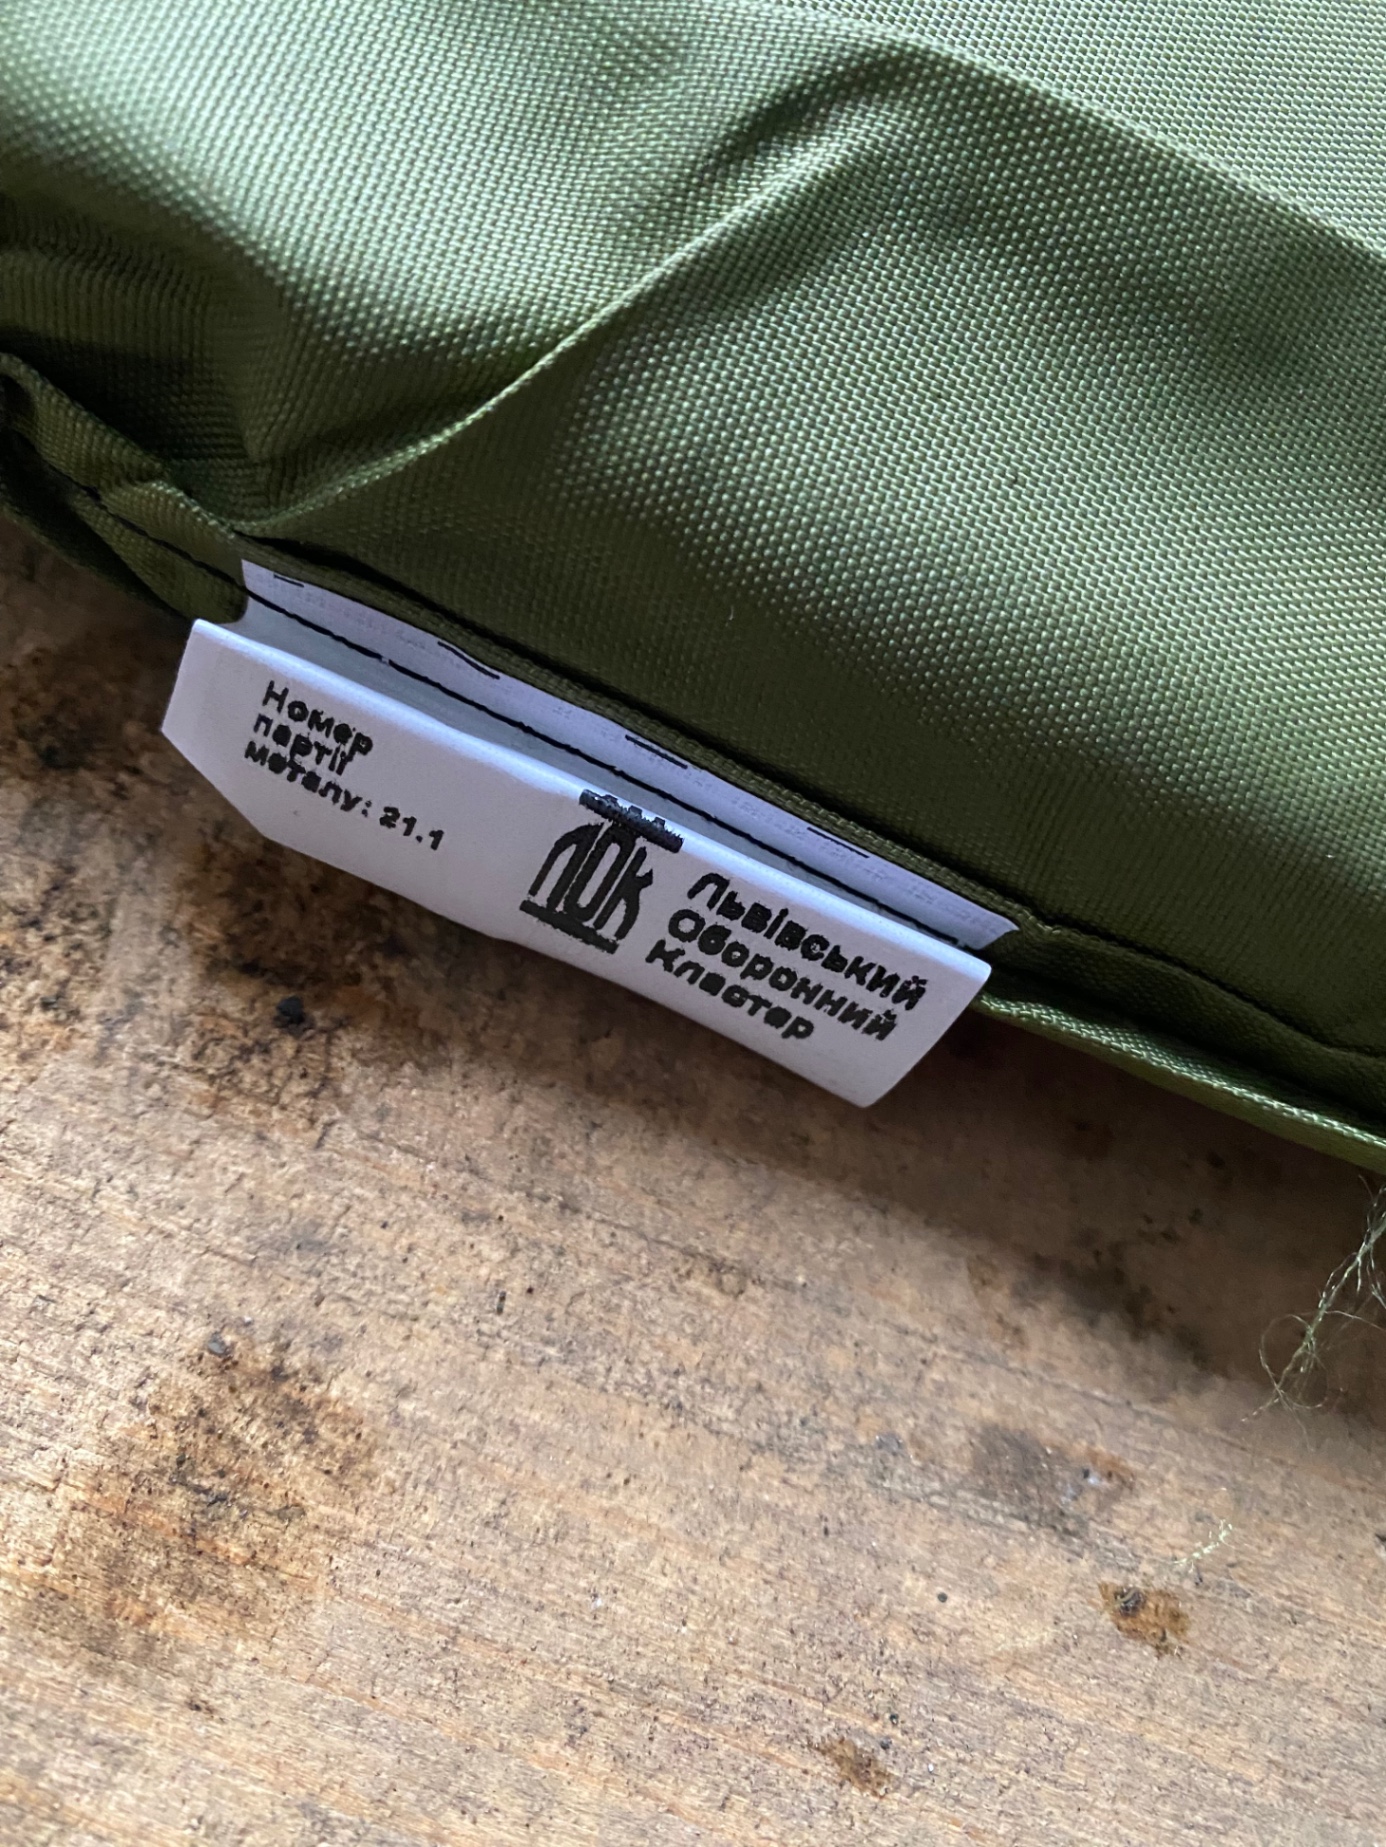 Номер
партії
металу: 21.1
ЛОК
Львівський
Оборонний
Кластер